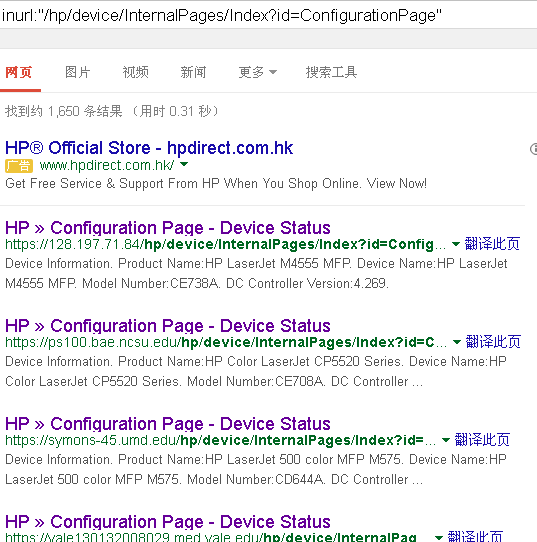 inurl:"/hp/device/InternalPages/Index?id=ConfigurationPage"
网页 图片 视频 新闻 更多 搜索工具
找到约 1,650 条结果 （用时 0.31 秒）
HP® Official Store - hpdirect.com.hk
广告 www.hpdirect.com.hk/
Get Free Service & Support From HP When You Shop Online. View Now!
HP » Configuration Page - Device Status
https://128.197.71.84/hp/device/InternalPages/Index?id=Config... 翻译此页
Device Information. Product Name:HP LaserJet M4555 MFP. Device Name:HP LaserJet
M4555 MFP. Model Number:CE738A. DC Controller Version:4.269.
HP » Configuration Page - Device Status
https://ps100.bae.ncsu.edu/hp/device/InternalPages/Index?id=C... 翻译此页
Device Information. Product Name:HP Color LaserJet CP5520 Series. Device Name:HP
Color LaserJet CP5520 Series. Model Number:CE708A. DC Controller ...
HP » Configuration Page - Device Status
https://symons-45.umd.edu/hp/device/InternalPages/Index?id=... 翻译此页
Device Information. Product Name:HP LaserJet 500 color MFP M575. Device Name:HP
LaserJet 500 color MFP M575. Model Number:CD644A. DC Controller ...
HP » Configuration Page - Device Status
https://yale130132008029.med.yale.edu/hp/device/InternalPag... 翻译此页